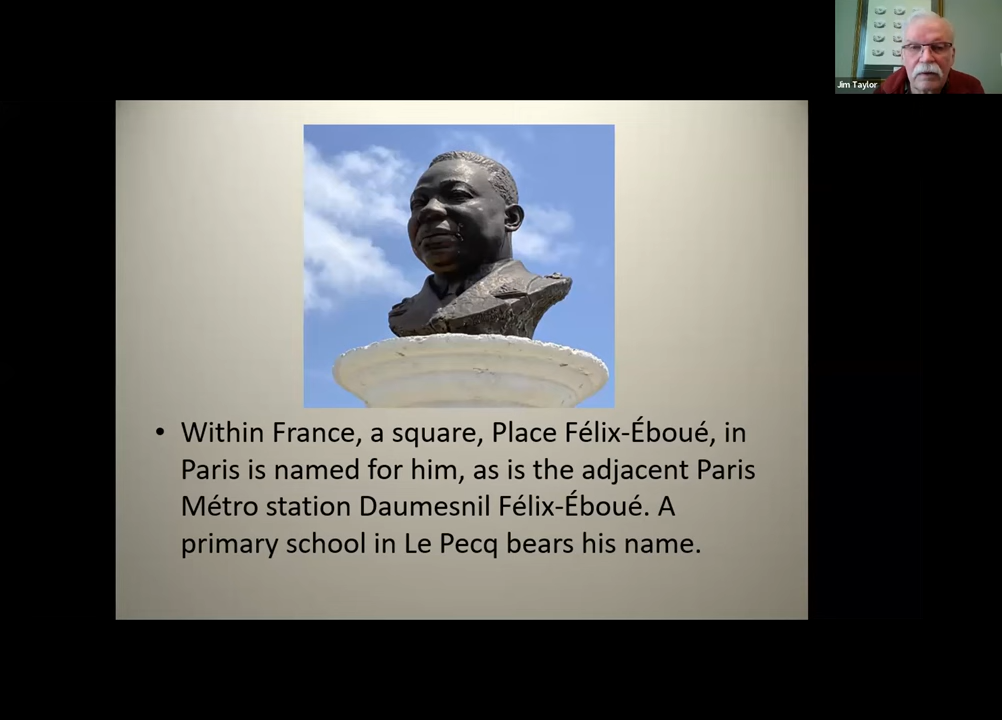 Jim Taylor
• Within France, a square, Place Félix-Éboué, in
Paris is named for him, as is the adjacent Paris
Métro station Daumesnil Félix-Éboué. A
primary school in Le Pecq bears his name.